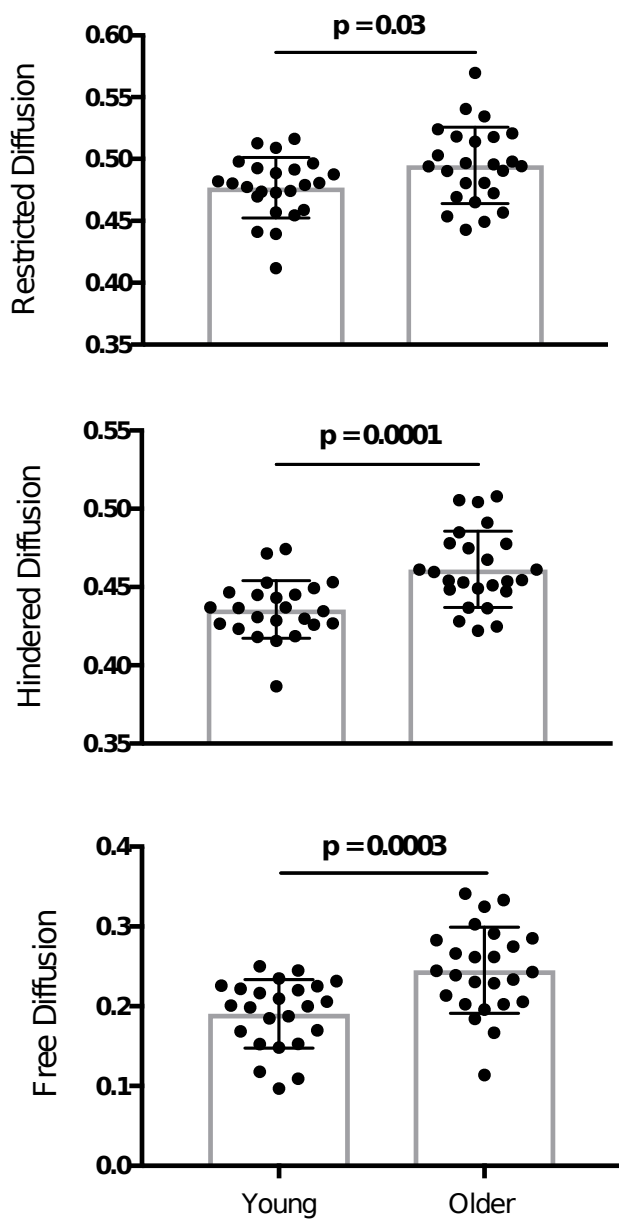 p = 0.03
0.60
0.55
0.50
0.45
0.40
0.35
Restricted Diffusion
p = 0.0001
0.55
0.50
0.45
0.40
0.35
Hindered Diffusion
p = 0.0003
0.4
0.3
0.2
0.1
0.0
Free Diffusion
Young Older